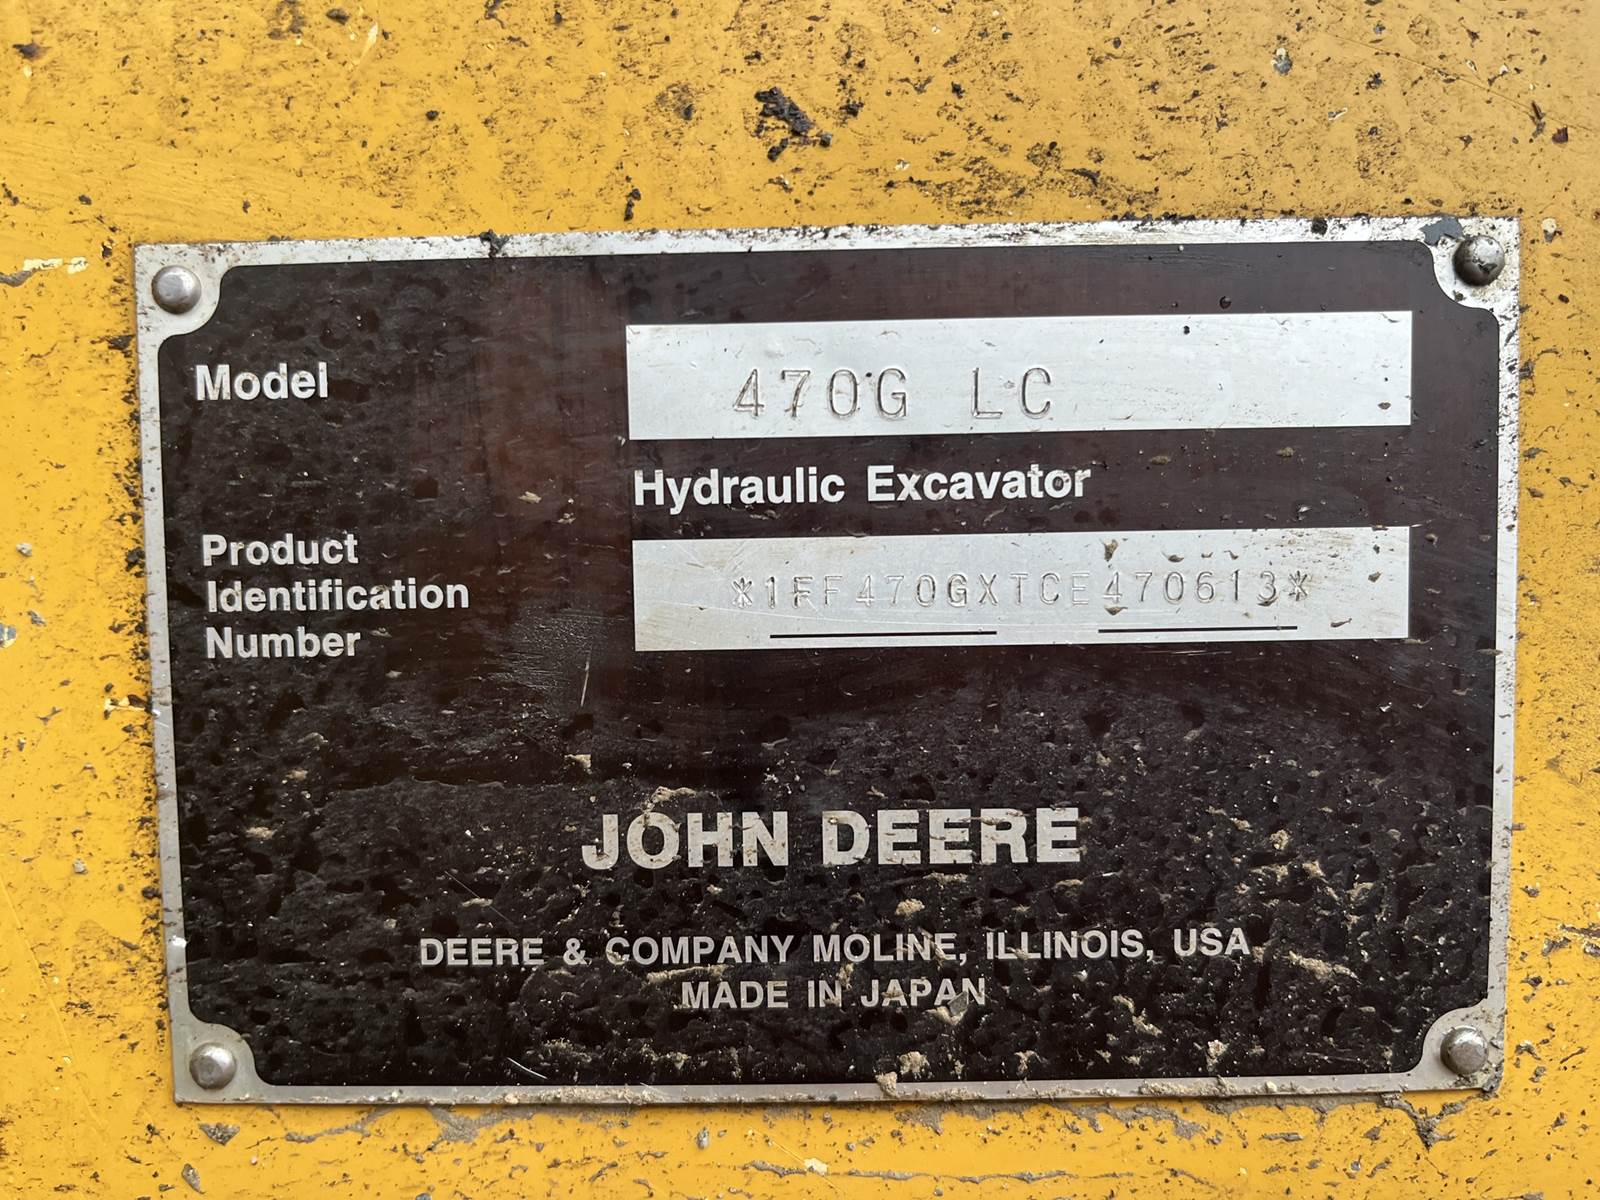 Model
470G LC
Hydraulic Excavator
Product
Identification
Number
*1FF470GXTCE470613*
JOHN DEERE
DEERE & COMPANY MOLINE, ILLINOIS, USA
MADE IN JAPAN